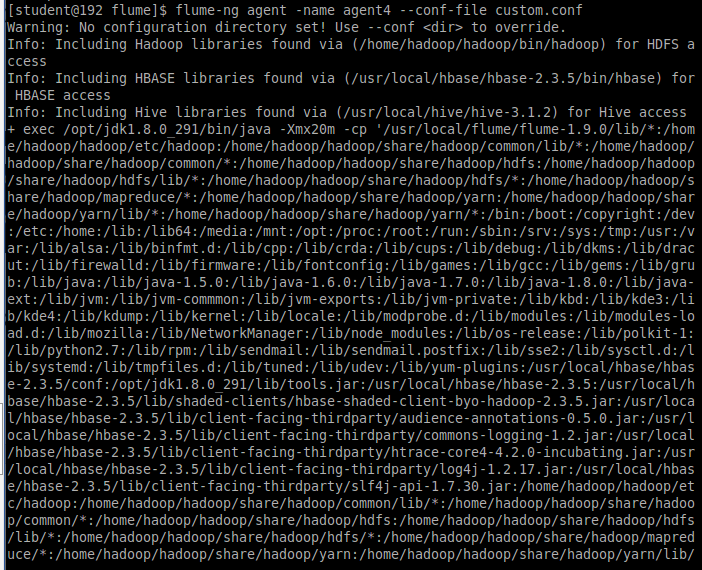 [student@192 flume]$ flume-ng agent -name agent4 --conf-file custom.conf
Warning: No configuration directory set! Use --conf <dir> to override.
Info: Including Hadoop libraries found via (/home/hadoop/hadoop/bin/hadoop) for HDFS a
ccess
Info: Including HBASE libraries found via (/usr/local/hbase/hbase-2.3.5/bin/hbase) for
 HBASE access
Info: Including Hive libraries found via (/usr/local/hive/hive-3.1.2) for Hive access
+ exec /opt/jdk1.8.0_291/bin/java -Xmx20m -cp '/usr/local/flume/flume-1.9.0/lib/*:/hom
e/hadoop/hadoop/etc/hadoop:/home/hadoop/hadoop/share/hadoop/common/lib/*:/home/hadoop/
hadoop/share/hadoop/common/*:/home/hadoop/hadoop/share/hadoop/hdfs:/home/hadoop/hadoop
/share/hadoop/hdfs/lib/*:/home/hadoop/hadoop/share/hadoop/hdfs/*:/home/hadoop/hadoop/s
hare/hadoop/mapreduce/*:/home/hadoop/hadoop/share/hadoop/yarn:/home/hadoop/hadoop/shar
e/hadoop/yarn/lib/*:/home/hadoop/hadoop/share/hadoop/yarn/*:/bin:/boot:/copyright:/dev
:/etc:/home:/lib:/lib64:/media:/mnt:/opt:/proc:/root:/run:/sbin:/srv:/sys:/tmp:/usr:/v
ar:/lib/alsa:/lib/binfmt.d:/lib/cpp:/lib/crda:/lib/cups:/lib/debug:/lib/dkms:/lib/drac
ut:/lib/firewalld:/lib/firmware:/lib/fontconfig:/lib/games:/lib/gcc:/lib/gems:/lib/gru
b:/lib/java:/lib/java-1.5.0:/lib/java-1.6.0:/lib/java-1.7.0:/lib/java-1.8.0:/lib/java-
ext:/lib/jvm:/lib/jvm-commmon:/lib/jvm-exports:/lib/jvm-private:/lib/kbd:/lib/kde3:/li
b/kde4:/lib/kdump:/lib/kernel:/lib/locale:/lib/modprobe.d:/lib/modules:/lib/modules-lo
ad.d:/lib/mozilla:/lib/NetworkManager:/lib/node_modules:/lib/os-release:/lib/polkit-1:
/lib/python2.7:/lib/rpm:/lib/sendmail:/lib/sendmail.postfix:/lib/sse2:/lib/sysctl.d:/l
ib/systemd:/lib/tmpfiles.d:/lib/tuned:/lib/udev:/lib/yum-plugins:/usr/local/hbase/hbas
e-2.3.5/conf:/opt/jdk1.8.0_291/lib/tools.jar:/usr/local/hbase/hbase-2.3.5:/usr/local/h
base/hbase-2.3.5/lib/shaded-clients/hbase-shaded-client-byo-hadoop-2.3.5.jar:/usr/loca
l/hbase/hbase-2.3.5/lib/client-facing-thirdparty/audience-annotations-0.5.0.jar:/usr/l
ocal/hbase/hbase-2.3.5/lib/client-facing-thirdparty/commons-logging-1.2.jar:/usr/local
/hbase/hbase-2.3.5/lib/client-facing-thirdparty/htrace-core4-4.2.0-incubating.jar:/usr
/local/hbase/hbase-2.3.5/lib/client-facing-thirdparty/log4j-1.2.17.jar:/usr/local/hbas
e/hbase-2.3.5/lib/client-facing-thirdparty/slf4j-api-1.7.30.jar:/home/hadoop/hadoop/et
c/hadoop:/home/hadoop/hadoop/share/hadoop/common/lib/*:/home/hadoop/hadoop/share/hadoo
p/common/*:/home/hadoop/hadoop/share/hadoop/hdfs:/home/hadoop/hadoop/share/hadoop/hdfs
/lib/*:/home/hadoop/hadoop/share/hadoop/hdfs/*:/home/hadoop/hadoop/share/hadoop/mapred
uce/*:/home/hadoop/hadoop/share/hadoop/yarn:/home/hadoop/hadoop/share/hadoop/yarn/lib/